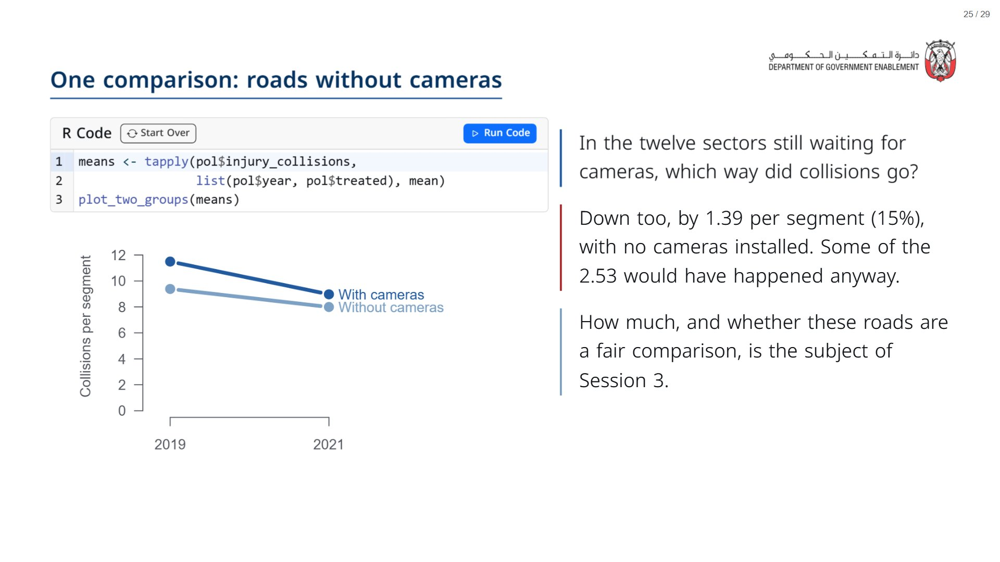 25 / 29
دائــرة الـتـمـكـــــيـن الـحـكـــومـــي
DEPARTMENT OF GOVERNMENT ENABLEMENT
One comparison: roads without cameras
R Code
Start Over
Run Code
1 means <- tapply(pol$injury_collisions,
2 list(pol$year, pol$treated), mean)
3 plot_two_groups(means)
Collisions per segment
12
10
8
6
4
2
0
With cameras
Without cameras
2019
2021
In the twelve sectors still waiting for
cameras, which way did collisions go?
Down too, by 1.39 per segment (15%),
with no cameras installed. Some of the
2.53 would have happened anyway.
How much, and whether these roads are
a fair comparison, is the subject of
Session 3.